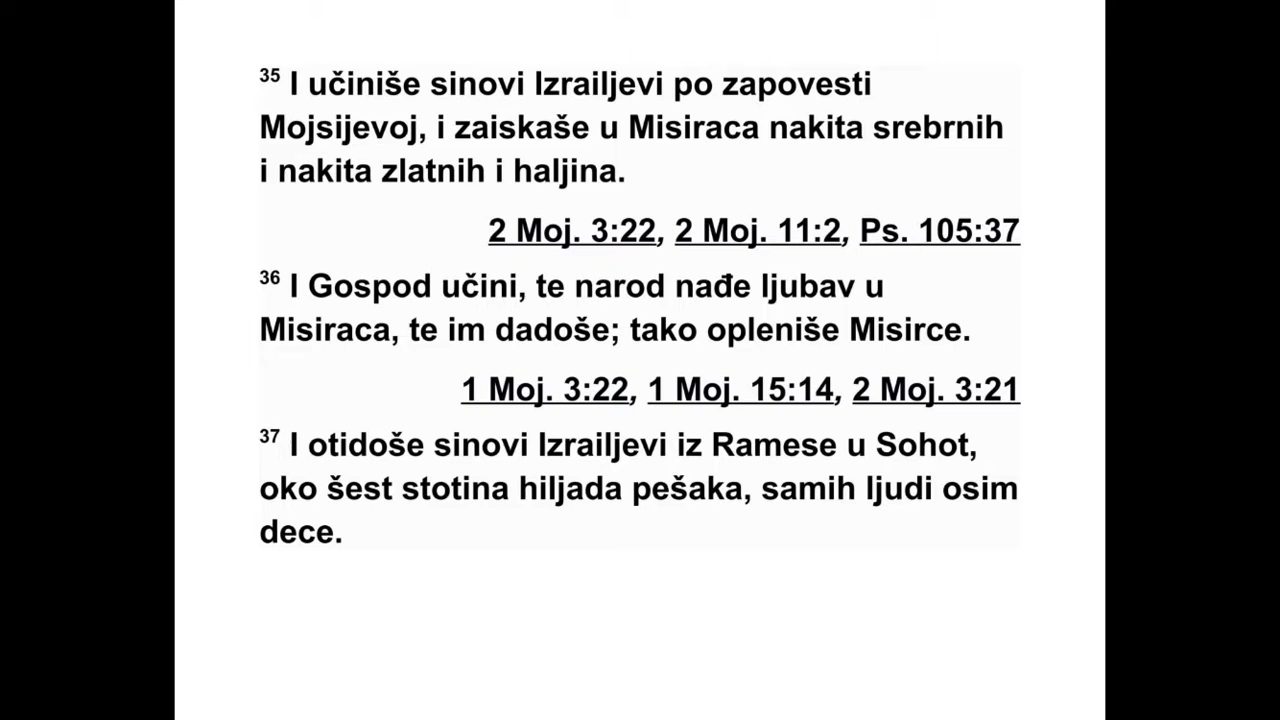 35 I učiniše sinovi Izrailjevi po zapovesti
Mojsijevoj, i zaiskaše u Misiraca nakita srebrnih
i nakita zlatnih i haljina.
2 Moj. 3:22, 2 Moj. 11:2, Ps. 105:37
36 I Gospod učini, te narod nađe ljubav u
Misiraca, te im dadoše; tako opleniše Misirce.
1 Moj. 3:22, 1 Moj. 15:14, 2 Moj. 3:21
37 I otidoše sinovi Izrailjevi iz Ramese u Sohot,
oko šest stotina hiljada pešaka, samih ljudi osim
dece.